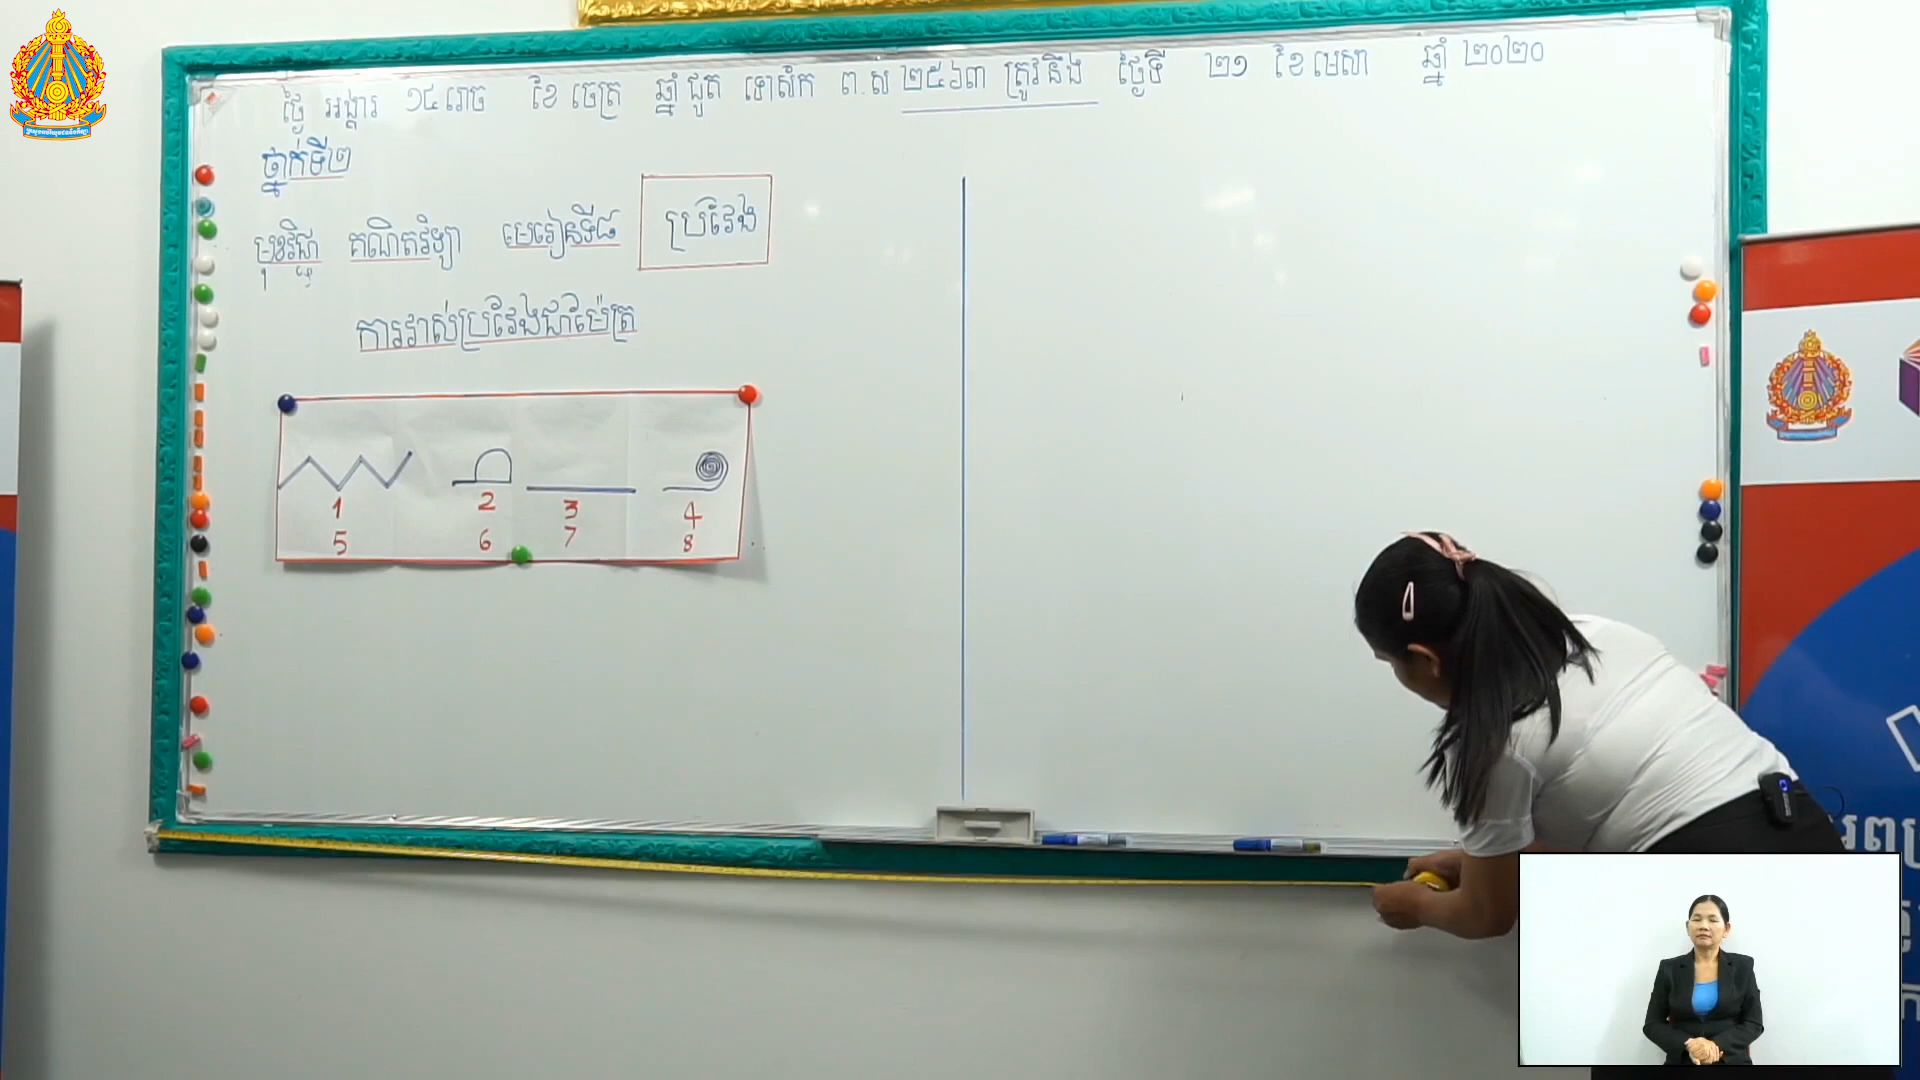 ថ្ងៃ អង្គារ ១៤ រោច ខែ ចេត្រ ឆ្នាំ ជូត ទោស័ក ព.ស ២៥៦៣ ត្រូវនឹង ថ្ងៃទី ២១ ខែ មេសា ឆ្នាំ ២០២០
ថ្នាក់ទី២
មុខវិជ្ជា គណិតវិទ្យា មេរៀនទី៨ ប្រវែង
ការវាស់ប្រវែងជាម៉ែត្រ
1 2 3 4
5 6 7 8